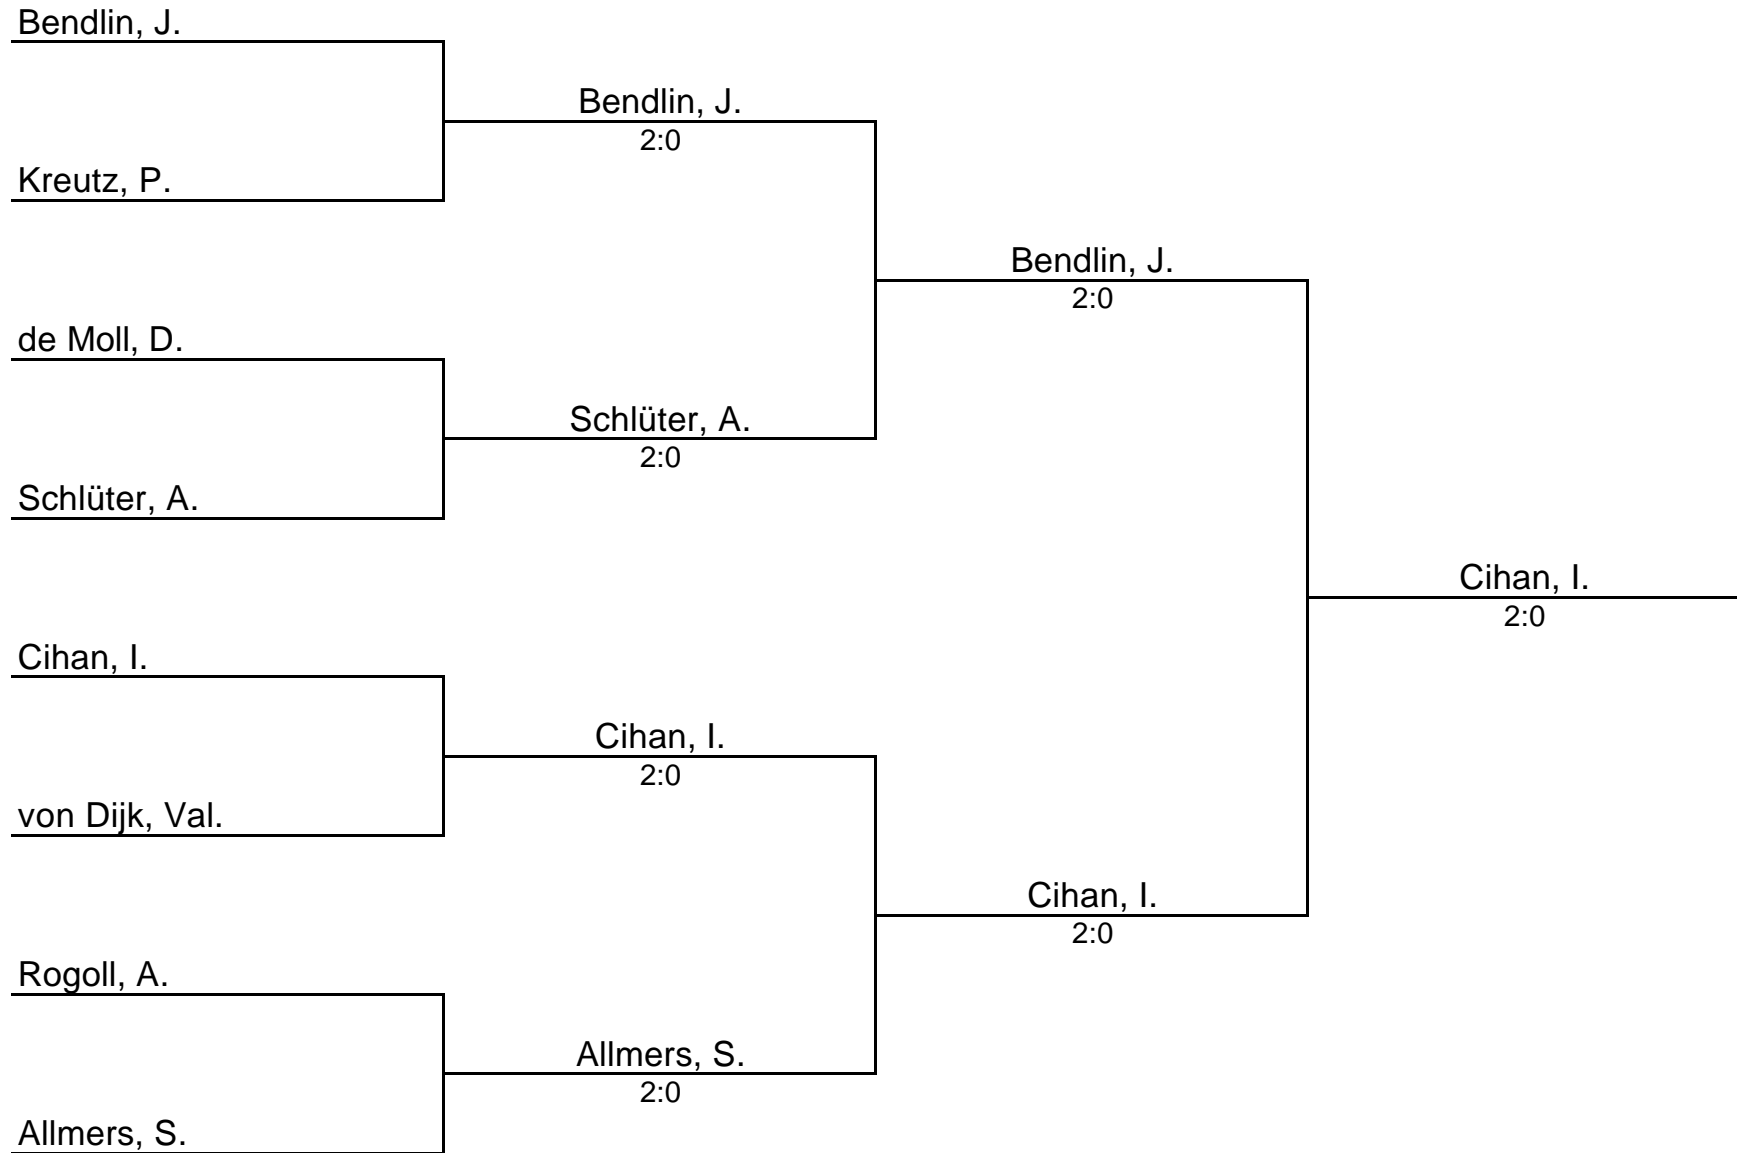 Bendlin, J.
Bendlin, J.
2:0
Kreutz, P.
Bendlin, J.
2:0
de Moll, D.
Schlüter, A.
2:0
Schlüter, A.
Cihan, I.
2:0
Cihan, I.
Cihan, I.
2:0
von Dijk, Val.
Cihan, I.
2:0
Rogoll, A.
Allmers, S.
2:0
Allmers, S.